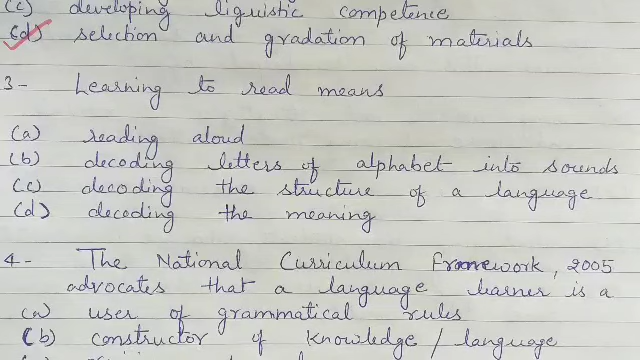 (c) developing liguistic competence
(d) selection and gradation of materials
3- Learning to read means
(a) reading aloud
(b) decoding letters of alphabet into sounds
(c) decoding the structure of a language
(d) decoding the meaning
4- The National Curriculum Framework, 2005
advocates that a language learner is a
(a) user of grammatical rules
(b) constructor of knowledge / language